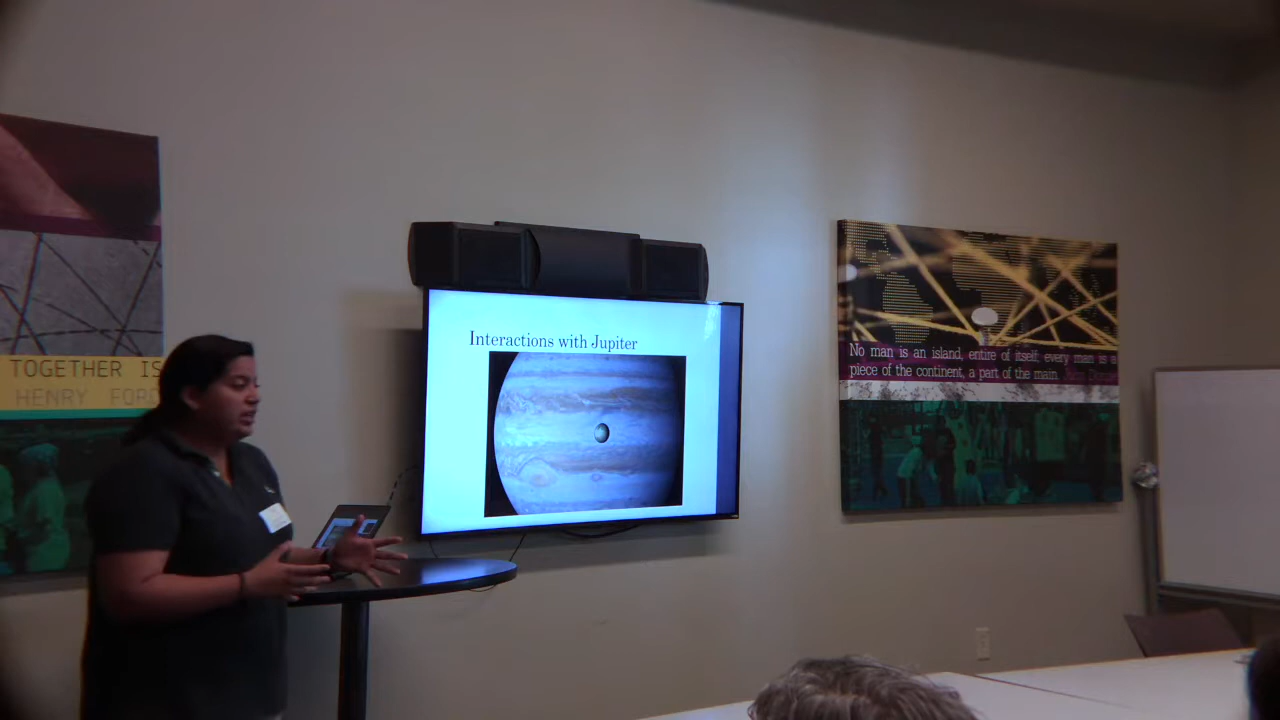 TOGETHER IS
HENRY FORD
Interactions with Jupiter
No man is an island, entire of itself; every man is a
piece of the continent, a part of the main.